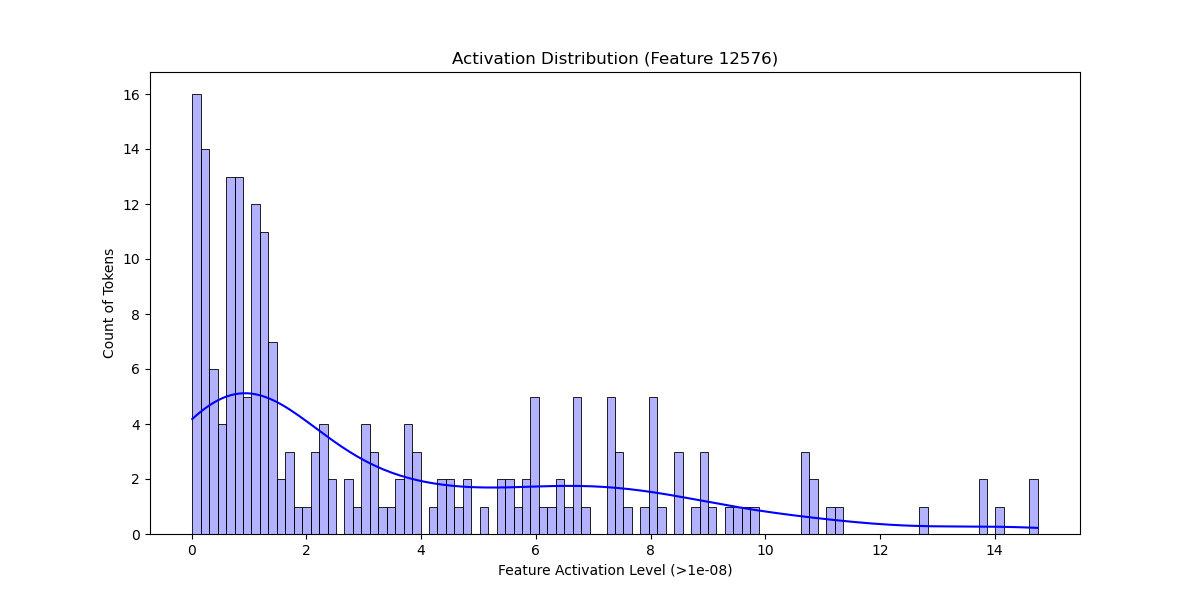 Activation Distribution (Feature 12576)
16
14
12
10
8
6
4
2
0
Count of Tokens
0 2 4 6 8 10 12 14
Feature Activation Level (>1e-08)